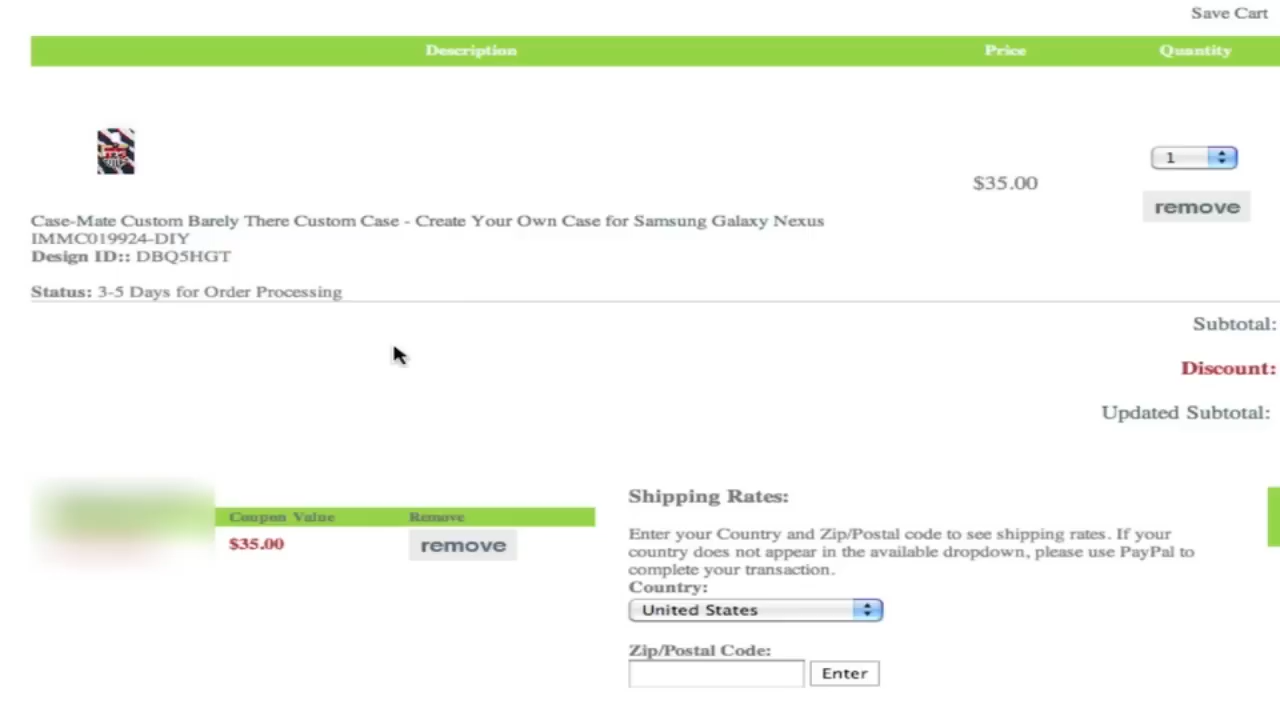 Save Cart
Description Price Quantity
1
$35.00
remove
Case-Mate Custom Barely There Custom Case - Create Your Own Case for Samsung Galaxy Nexus
IMMC019924-DIY
Design ID:: DBQ5HGT
Status: 3-5 Days for Order Processing
Subtotal:
Discount:
Updated Subtotal:
Coupon Value Remove
$35.00 remove
Shipping Rates:
Enter your Country and Zip/Postal code to see shipping rates. If your
country does not appear in the available dropdown, please use PayPal to
complete your transaction.
Country:
United States
Zip/Postal Code:
Enter